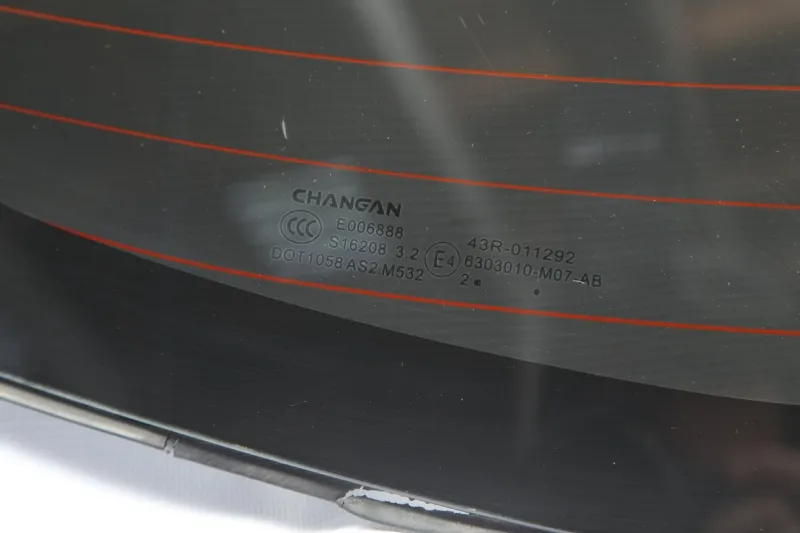 CHANGAN
CCC E006888
S16208 3.2
DOT1058 AS2 M532
E4
43R-011292
6303010-M07-AB
2